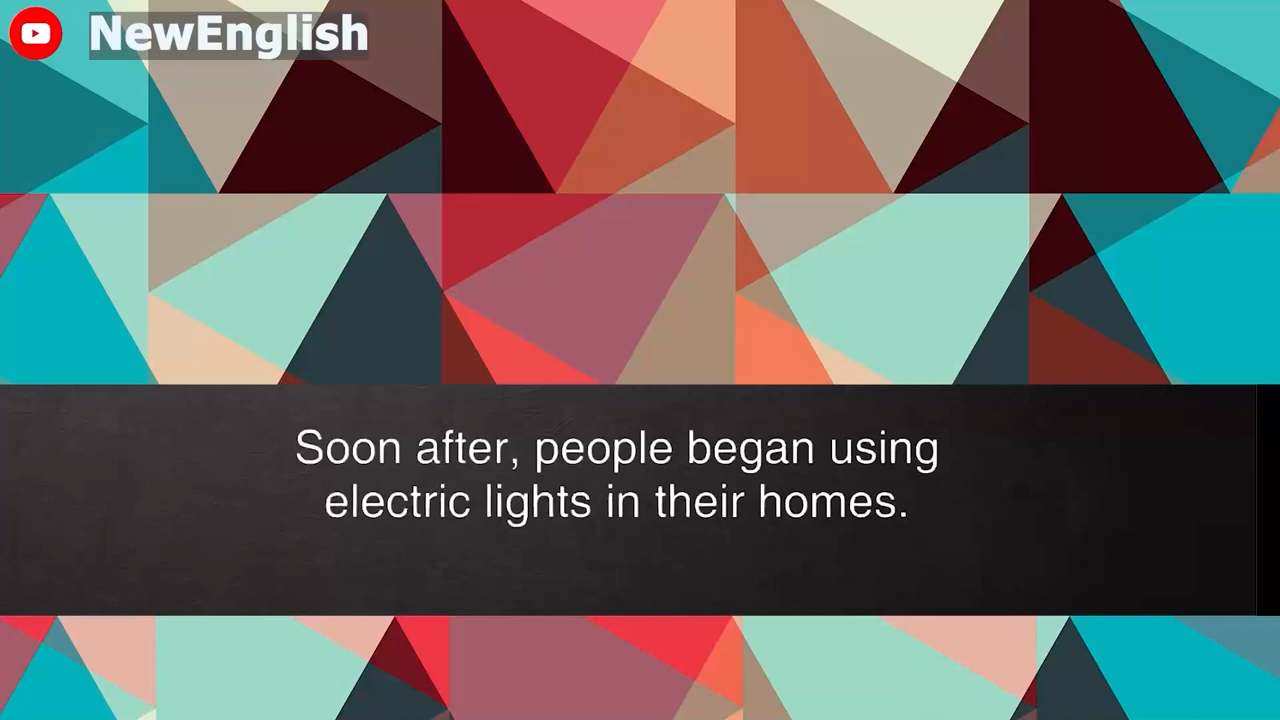 NewEnglish
Soon after, people began using
electric lights in their homes.